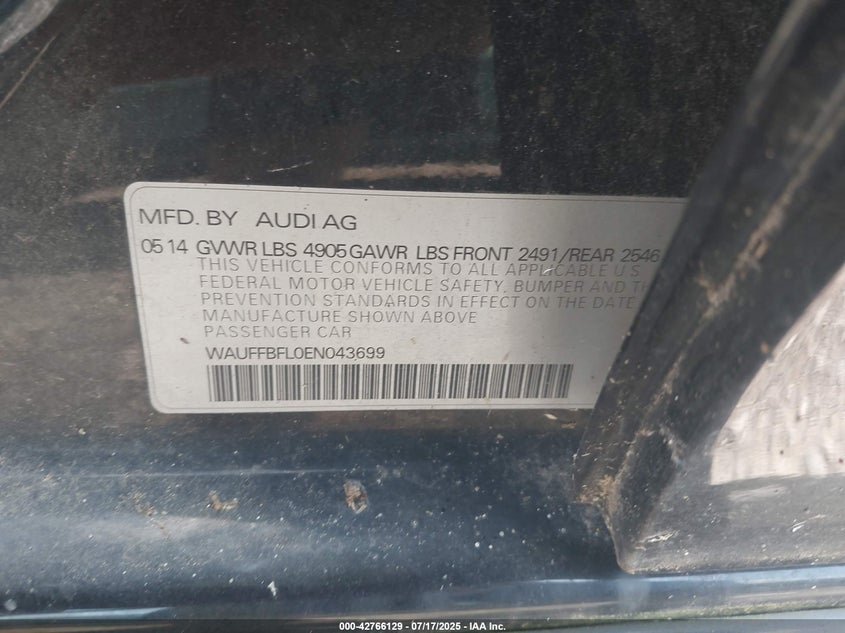 MFD. BY AUDI AG
05 14 GVWR LBS 4905 GAWR LBS FRONT 2491/REAR 2546
THIS VEHICLE CONFORMS TO ALL APPLICABLE U.S
FEDERAL MOTOR VEHICLE SAFETY, BUMPER AND
PREVENTION STANDARDS IN EFFECT ON THE DATE
MANUFACTURE SHOWN ABOVE
PASSENGER CAR
WAUFFBFL0EN043699
000-42766129 - 07/17/2025 - IAA Inc.